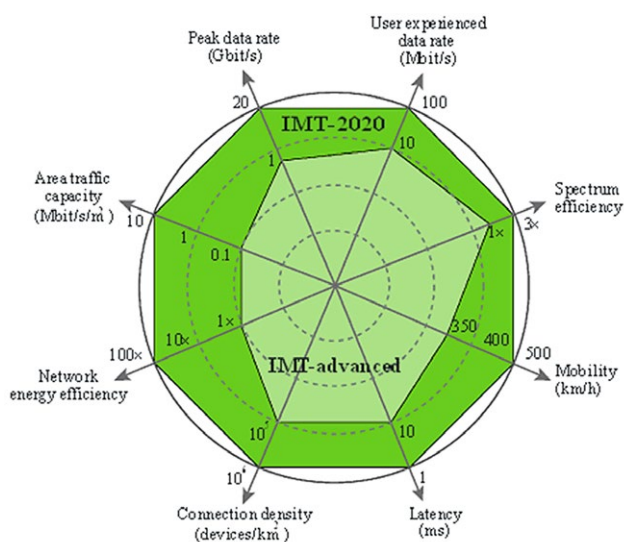 Peak data rate
(Gbit/s)
User experienced
data rate
(Mbit/s)
20
100
IMT-2020
1
10
Area traffic
capacity
(Mbit/s/m²)
Spectrum
efficiency
10
1
0.1
1×
3×
1×
10×
100×
350
400
500
Network
energy efficiency
IMT-advanced
Mobility
(km/h)
10⁵
10
10⁶
1
Connection density
(devices/km²)
Latency
(ms)